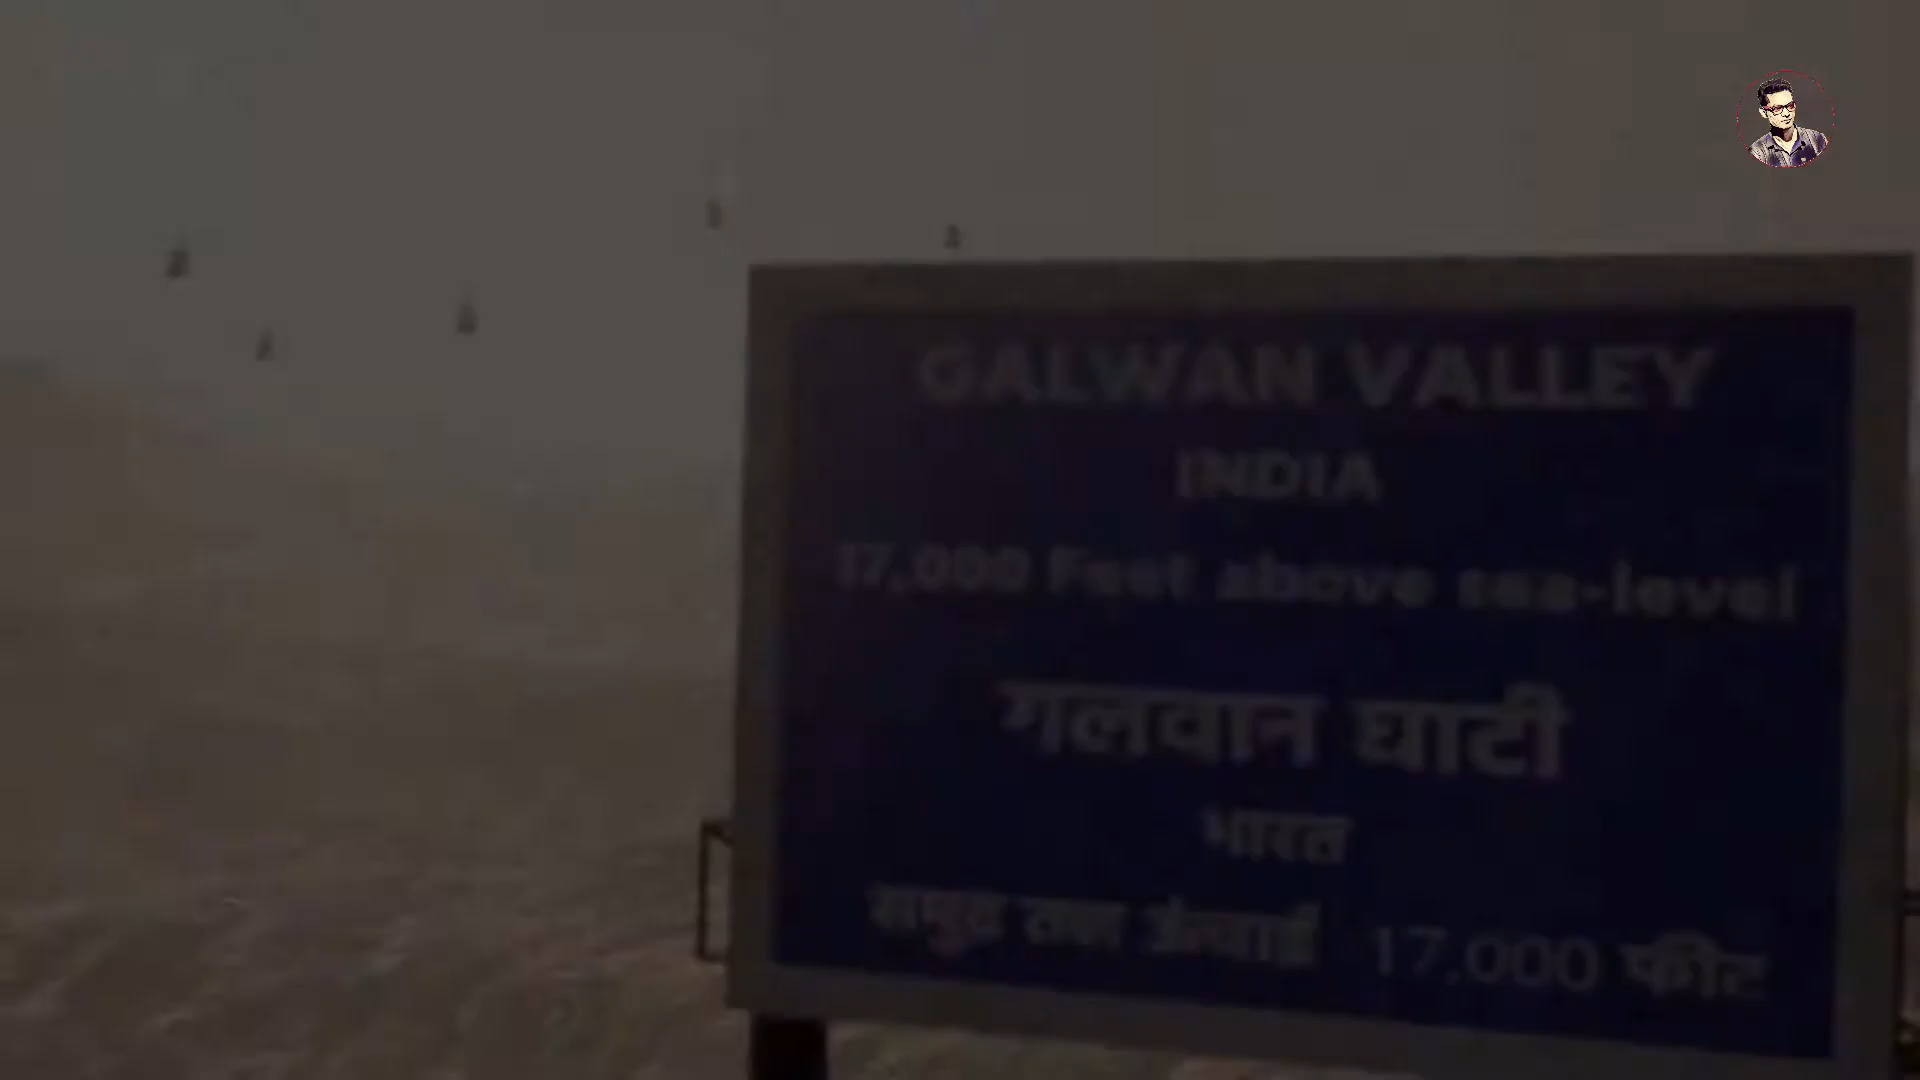 GALWAN VALLEY
INDIA
17,000 Feet above sea-level
गलवान घाटी
भारत
समुद्र तल ऊंचाई 17,000 फीट